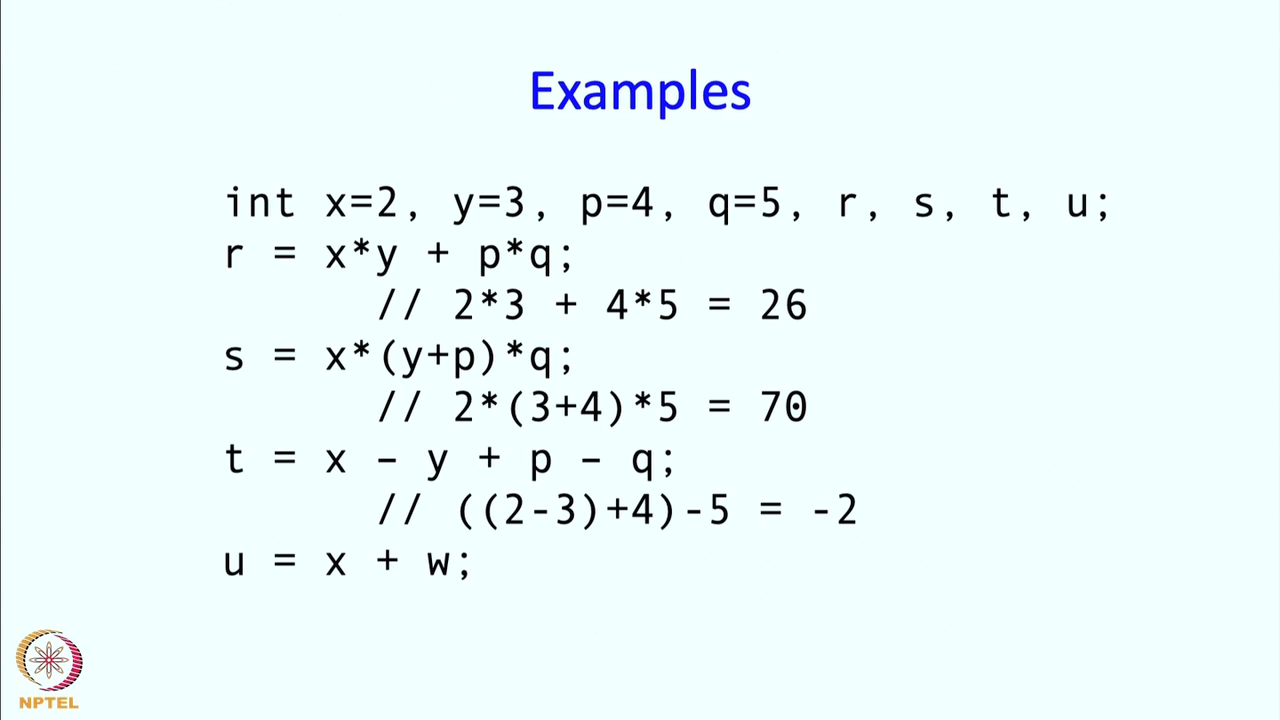 Examples
int x=2, y=3, p=4, q=5, r, s, t, u;
r = x*y + p*q;
// 2*3 + 4*5 = 26
s = x*(y+p)*q;
// 2*(3+4)*5 = 70
t = x – y + p – q;
// ((2-3)+4)-5 = -2
u = x + w;
NPTEL